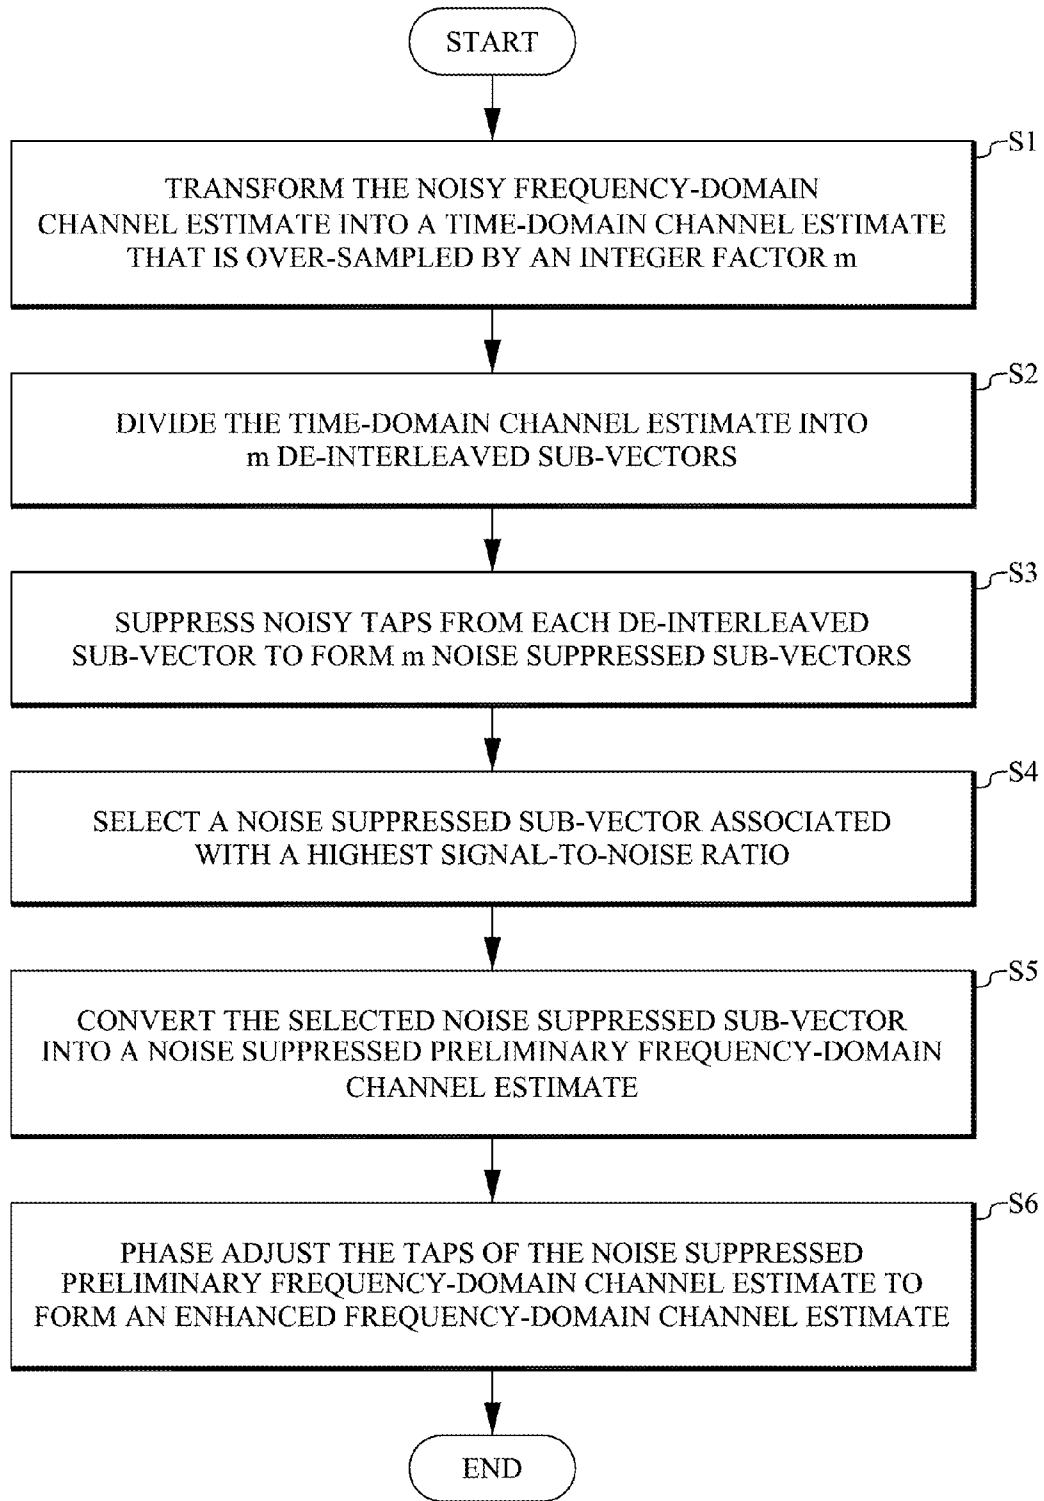 START
S1
TRANSFORM THE NOISY FREQUENCY-DOMAIN
CHANNEL ESTIMATE INTO A TIME-DOMAIN CHANNEL ESTIMATE
THAT IS OVER-SAMPLED BY AN INTEGER FACTOR m
S2
DIVIDE THE TIME-DOMAIN CHANNEL ESTIMATE INTO
m DE-INTERLEAVED SUB-VECTORS
S3
SUPPRESS NOISY TAPS FROM EACH DE-INTERLEAVED
SUB-VECTOR TO FORM m NOISE SUPPRESSED SUB-VECTORS
S4
SELECT A NOISE SUPPRESSED SUB-VECTOR ASSOCIATED
WITH A HIGHEST SIGNAL-TO-NOISE RATIO
S5
CONVERT THE SELECTED NOISE SUPPRESSED SUB-VECTOR
INTO A NOISE SUPPRESSED PRELIMINARY FREQUENCY-DOMAIN
CHANNEL ESTIMATE
S6
PHASE ADJUST THE TAPS OF THE NOISE SUPPRESSED
PRELIMINARY FREQUENCY-DOMAIN CHANNEL ESTIMATE TO
FORM AN ENHANCED FREQUENCY-DOMAIN CHANNEL ESTIMATE
END